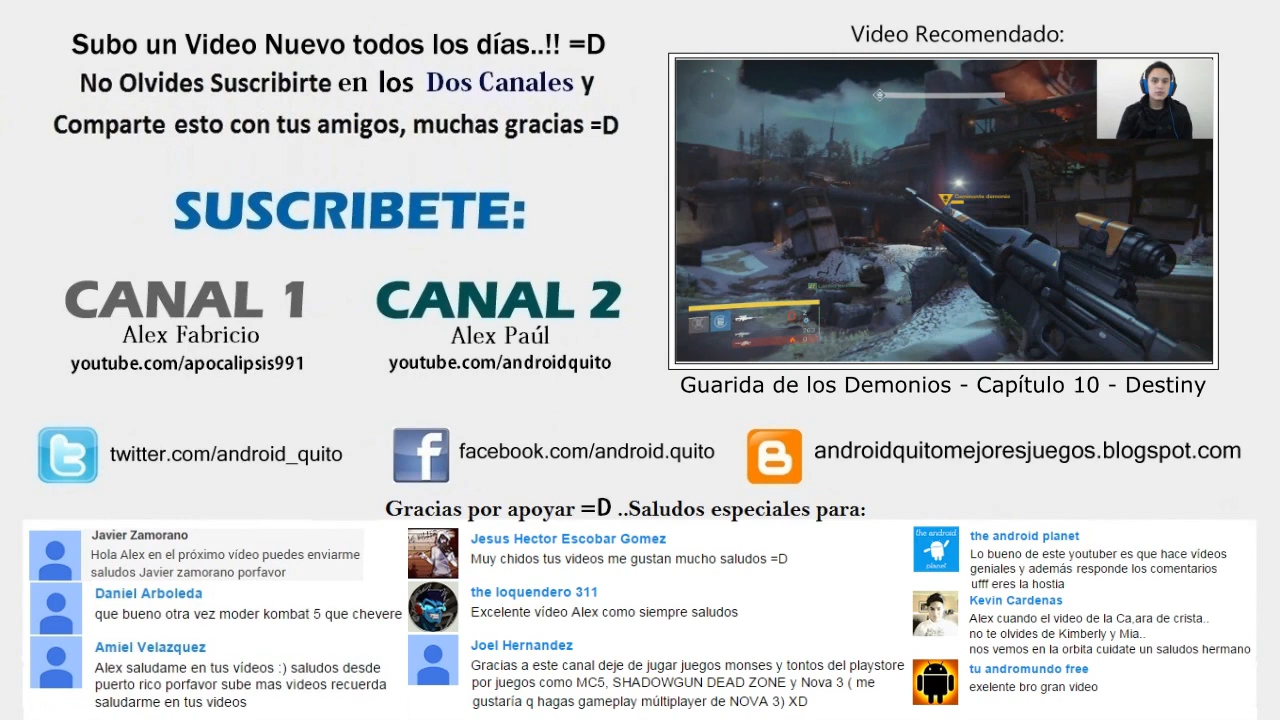 Subo un Video Nuevo todos los días..!! =D
No Olvides Suscribirte en los Dos Canales y
Comparte esto con tus amigos, muchas gracias =D
SUSCRIBETE:
CANAL 1
Alex Fabricio
youtube.com/apocalipsis991
CANAL 2
Alex Paúl
youtube.com/androidquito
Video Recomendado:
Comandante demonio
Guarida de los Demonios - Capítulo 10 - Destiny
twitter.com/android_quito
facebook.com/android.quito
androidquitomejoresjuegos.blogspot.com
Gracias por apoyar =D ..Saludos especiales para:
Javier Zamorano
Hola Alex en el próximo vídeo puedes enviarme
saludos Javier zamorano porfavor
Daniel Arboleda
que bueno otra vez moder kombat 5 que chevere
Amiel Velazquez
Alex saludame en tus vídeos :) saludos desde
puerto rico porfavor sube mas videos recuerda
saludarme en tus videos
Jesus Hector Escobar Gomez
Muy chidos tus videos me gustan mucho saludos =D
the loquendero 311
Excelente vídeo Alex como siempre saludos
Joel Hernandez
Gracias a este canal deje de jugar juegos monses y tontos del playstore
por juegos como MC5, SHADOWGUN DEAD ZONE y Nova 3 ( me
gustaría q hagas gameplay múltiplayer de NOVA 3) XD
the android
planet
the android planet
Lo bueno de este youtuber es que hace vídeos
geniales y además responde los comentarios
ufff eres la hostia
Kevin Cardenas
Alex cuando el video de la Ca,ara de crista..
no te olvides de Kimberly y Mia..
nos vemos en la orbita cuidate un saludos hermano
tu andromundo free
exelente bro gran video